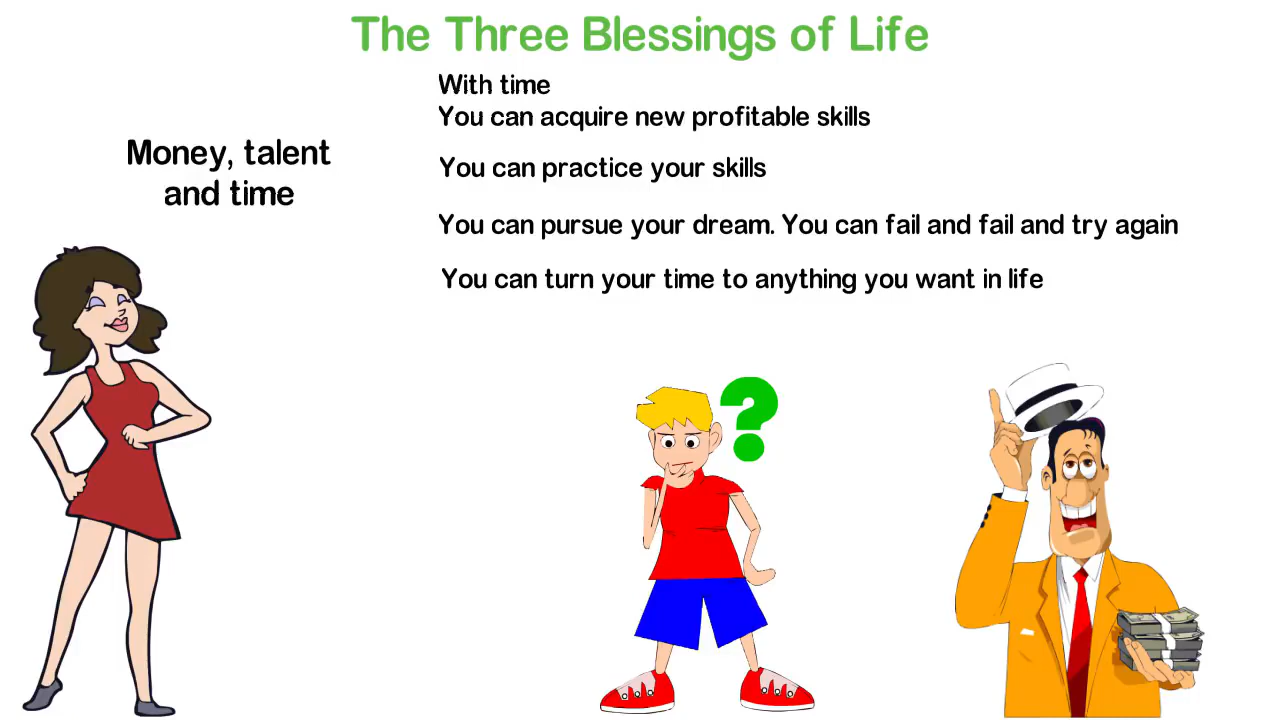 The Three Blessings of Life
With time
You can acquire new profitable skills
Money, talent
and time
You can practice your skills
You can pursue your dream. You can fail and fail and try again
You can turn your time to anything you want in life
?